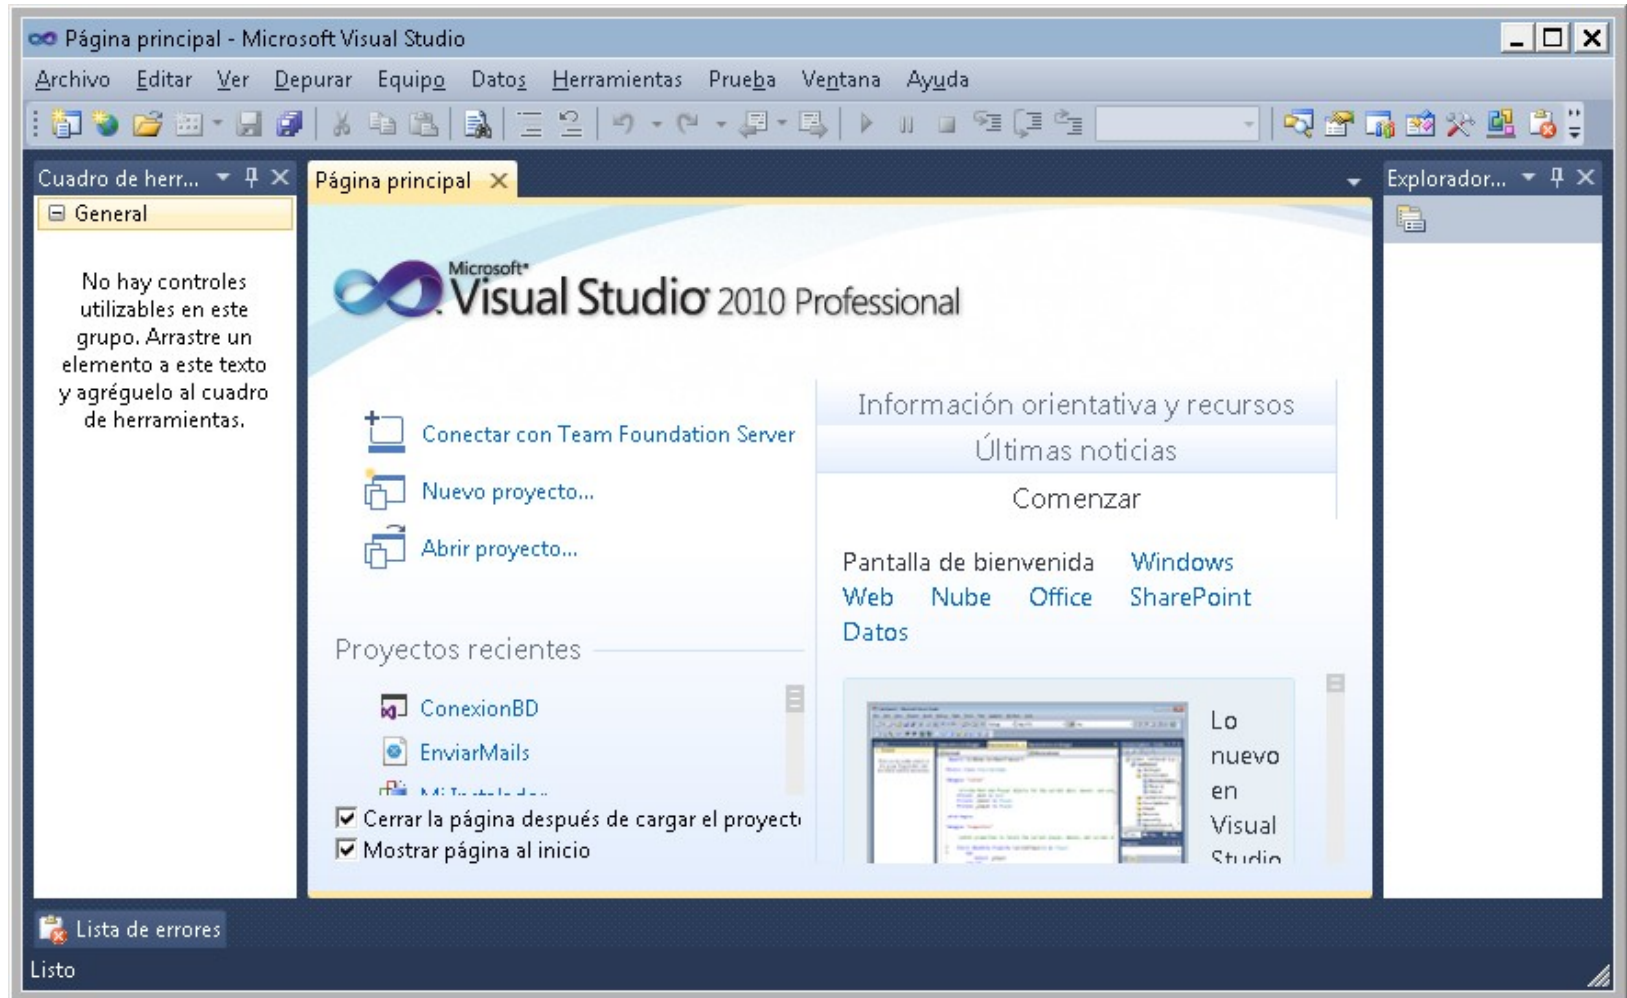 Página principal - Microsoft Visual Studio
Archivo Editar Ver Depurar Equipo Datos Herramientas Prueba Ventana Ayuda
Cuadro de herr...
Página principal
Explorador...
General
No hay controles
utilizables en este
grupo. Arrastre un
elemento a este texto
y agréguelo al cuadro
de herramientas.
Microsoft
Visual Studio 2010 Professional
Conectar con Team Foundation Server
Nuevo proyecto...
Abrir proyecto...
Proyectos recientes
ConexionBD
EnviarMails
Mi Instalador
Cerrar la página después de cargar el proyecto
Mostrar página al inicio
Información orientativa y recursos
Últimas noticias
Comenzar
Pantalla de bienvenida Windows
Web Nube Office SharePoint
Datos
Lo
nuevo
en
Visual
Studio
Lista de errores
Listo